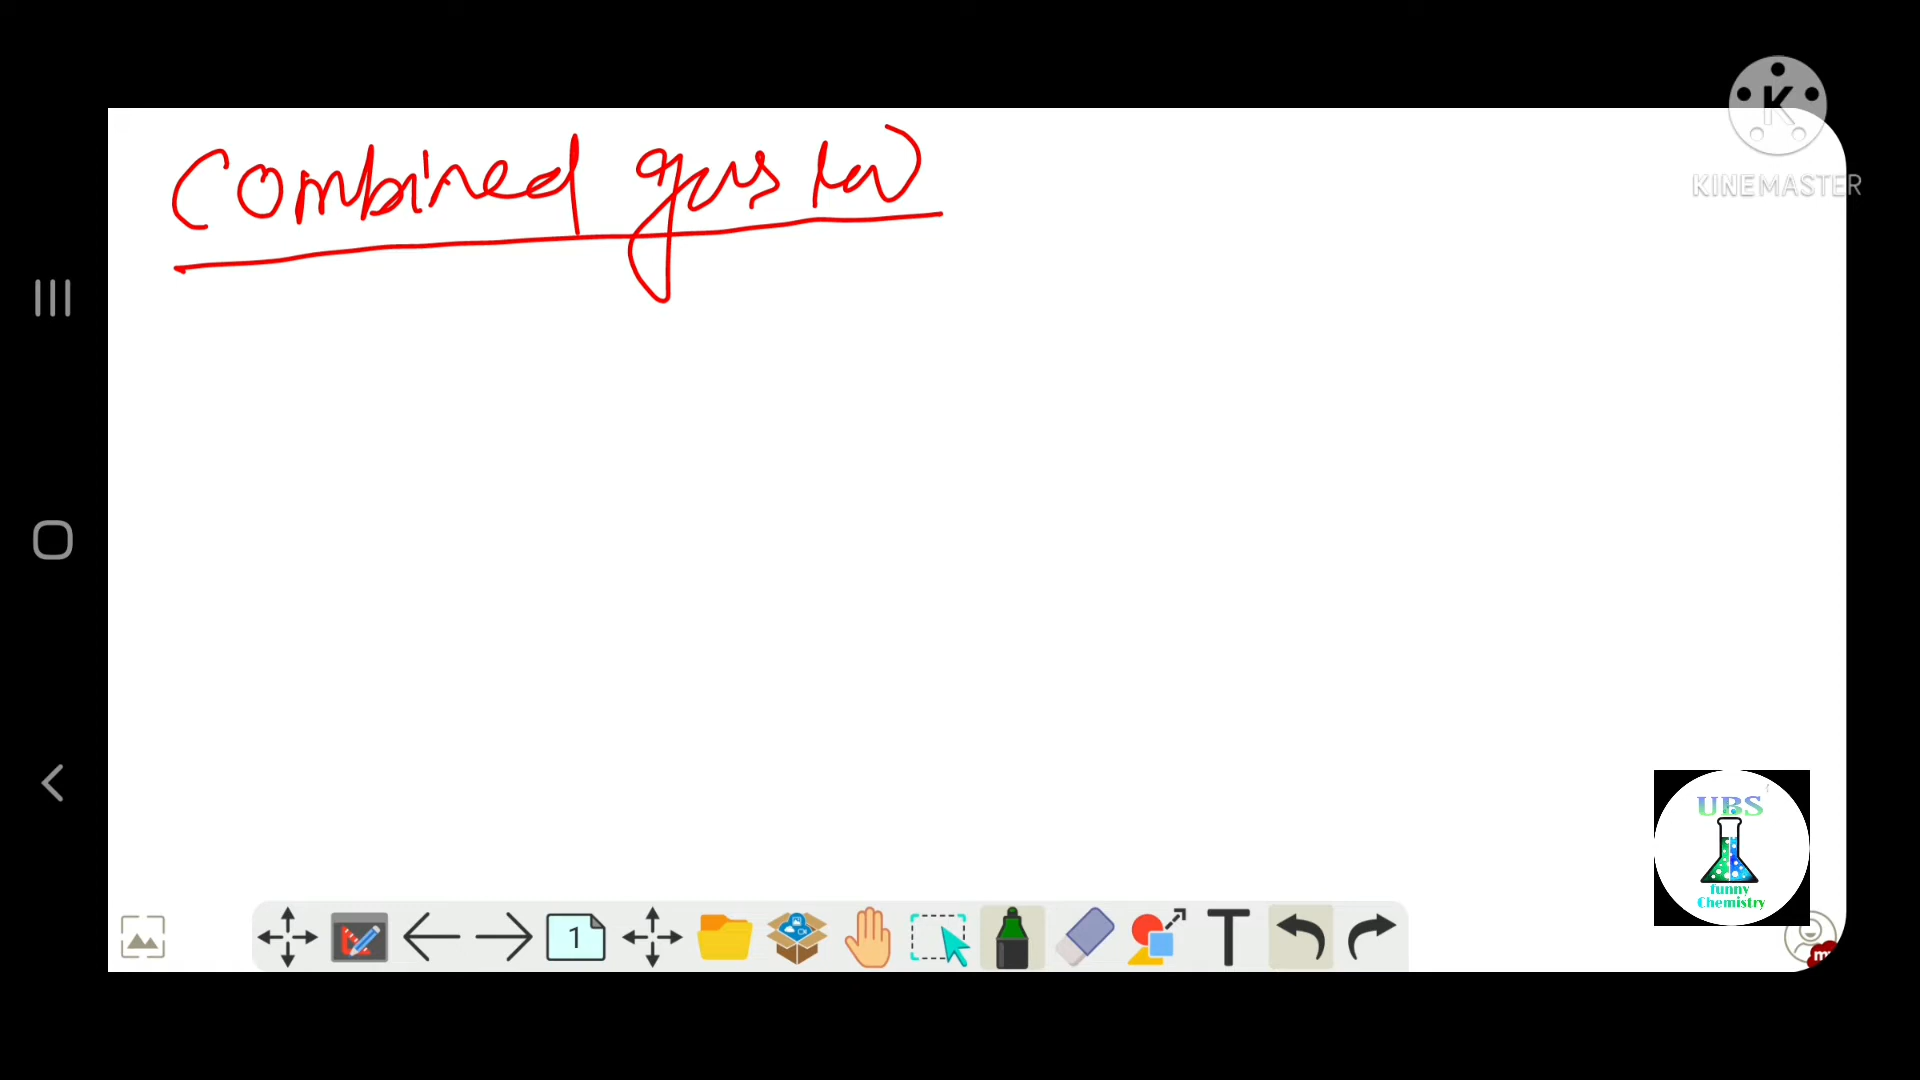 Combined gas law
KINEMASTER
K
UBS
funny
Chemistry
1
T
m